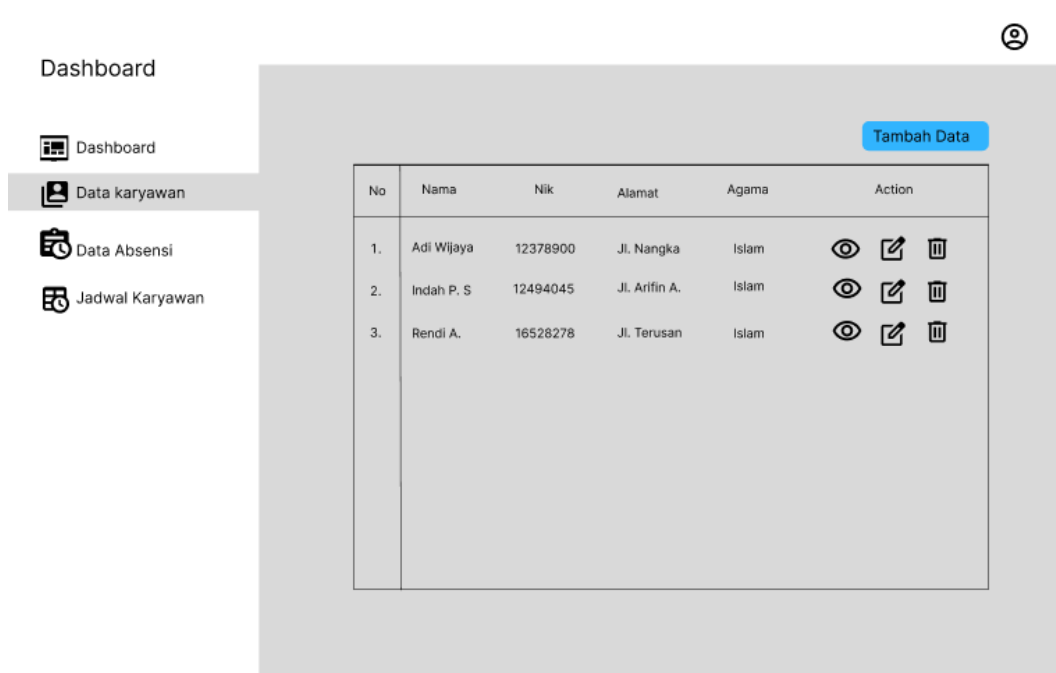 Dashboard
Dashboard
Data karyawan
Data Absensi
Jadwal Karyawan
Tambah Data
No Nama Nik Alamat Agama Action
1. Adi Wijaya 12378900 Jl. Nangka Islam
2. Indah P. S 12494045 Jl. Arifin A. Islam
3. Rendi A. 16528278 Jl. Terusan Islam